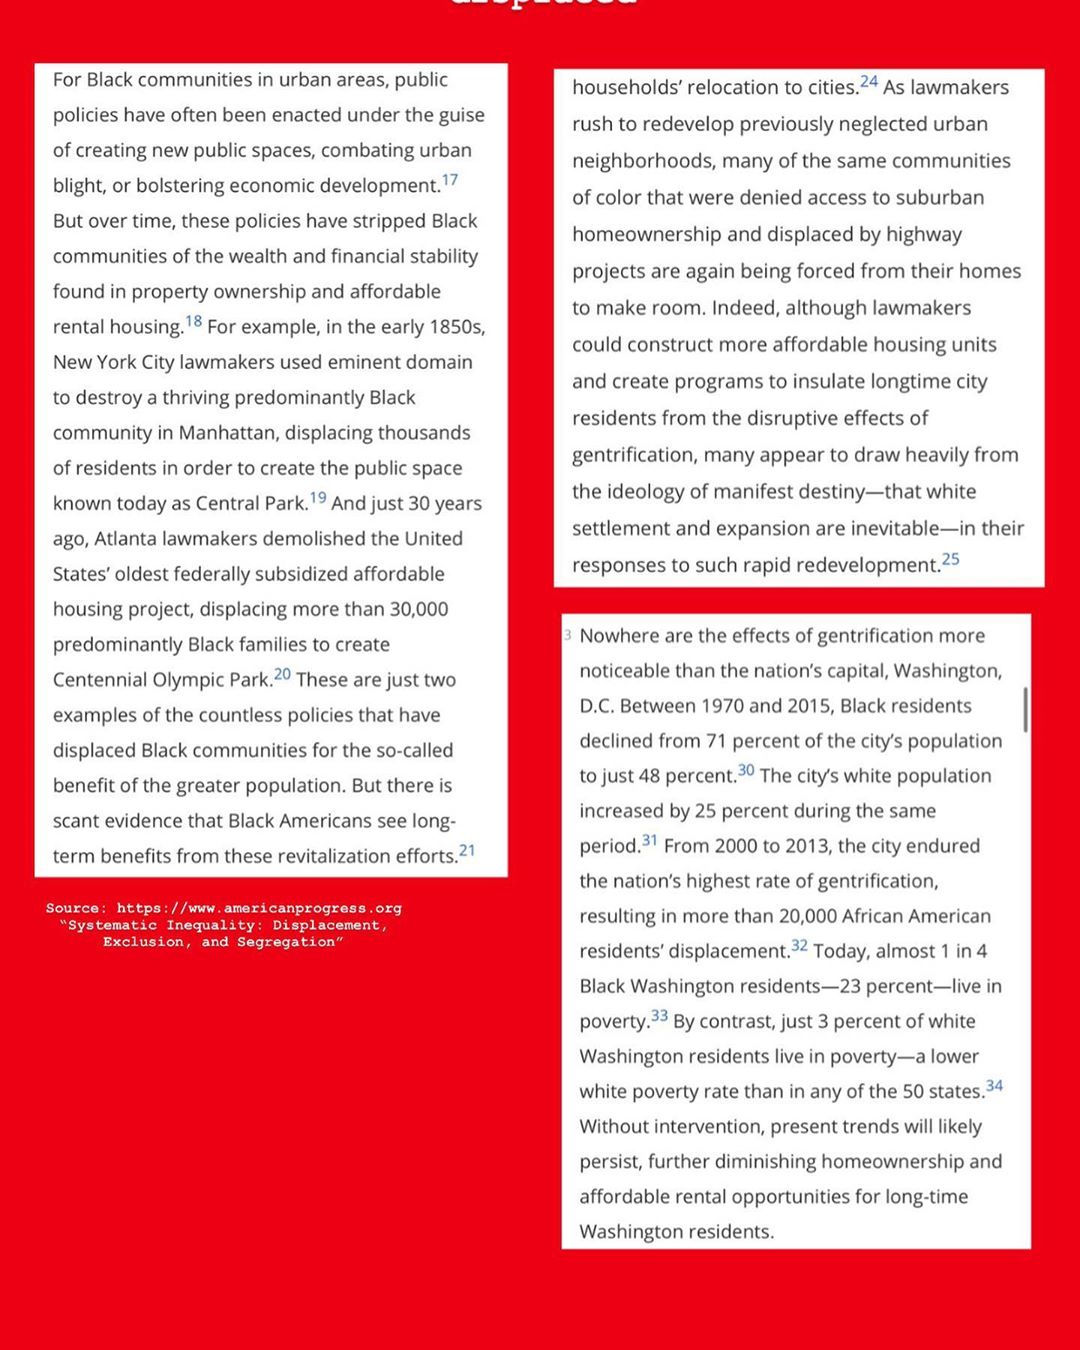 For Black communities in urban areas, public
policies have often been enacted under the guise
of creating new public spaces, combating urban
blight, or bolstering economic development.17
But over time, these policies have stripped Black
communities of the wealth and financial stability
found in property ownership and affordable
rental housing.18 For example, in the early 1850s,
New York City lawmakers used eminent domain
to destroy a thriving predominantly Black
community in Manhattan, displacing thousands
of residents in order to create the public space
known today as Central Park.19 And just 30 years
ago, Atlanta lawmakers demolished the United
States’ oldest federally subsidized affordable
housing project, displacing more than 30,000
predominantly Black families to create
Centennial Olympic Park.20 These are just two
examples of the countless policies that have
displaced Black communities for the so-called
benefit of the greater population. But there is
scant evidence that Black Americans see long-
term benefits from these revitalization efforts.21
Source: https://www.americanprogress.org
“Systematic Inequality: Displacement,
Exclusion, and Segregation”
households’ relocation to cities.24 As lawmakers
rush to redevelop previously neglected urban
neighborhoods, many of the same communities
of color that were denied access to suburban
homeownership and displaced by highway
projects are again being forced from their homes
to make room. Indeed, although lawmakers
could construct more affordable housing units
and create programs to insulate longtime city
residents from the disruptive effects of
gentrification, many appear to draw heavily from
the ideology of manifest destiny—that white
settlement and expansion are inevitable—in their
responses to such rapid redevelopment.25
3 Nowhere are the effects of gentrification more
noticeable than the nation’s capital, Washington,
D.C. Between 1970 and 2015, Black residents
declined from 71 percent of the city’s population
to just 48 percent.30 The city’s white population
increased by 25 percent during the same
period.31 From 2000 to 2013, the city endured
the nation’s highest rate of gentrification,
resulting in more than 20,000 African American
residents’ displacement.32 Today, almost 1 in 4
Black Washington residents—23 percent—live in
poverty.33 By contrast, just 3 percent of white
Washington residents live in poverty—a lower
white poverty rate than in any of the 50 states.34
Without intervention, present trends will likely
persist, further diminishing homeownership and
affordable rental opportunities for long-time
Washington residents.